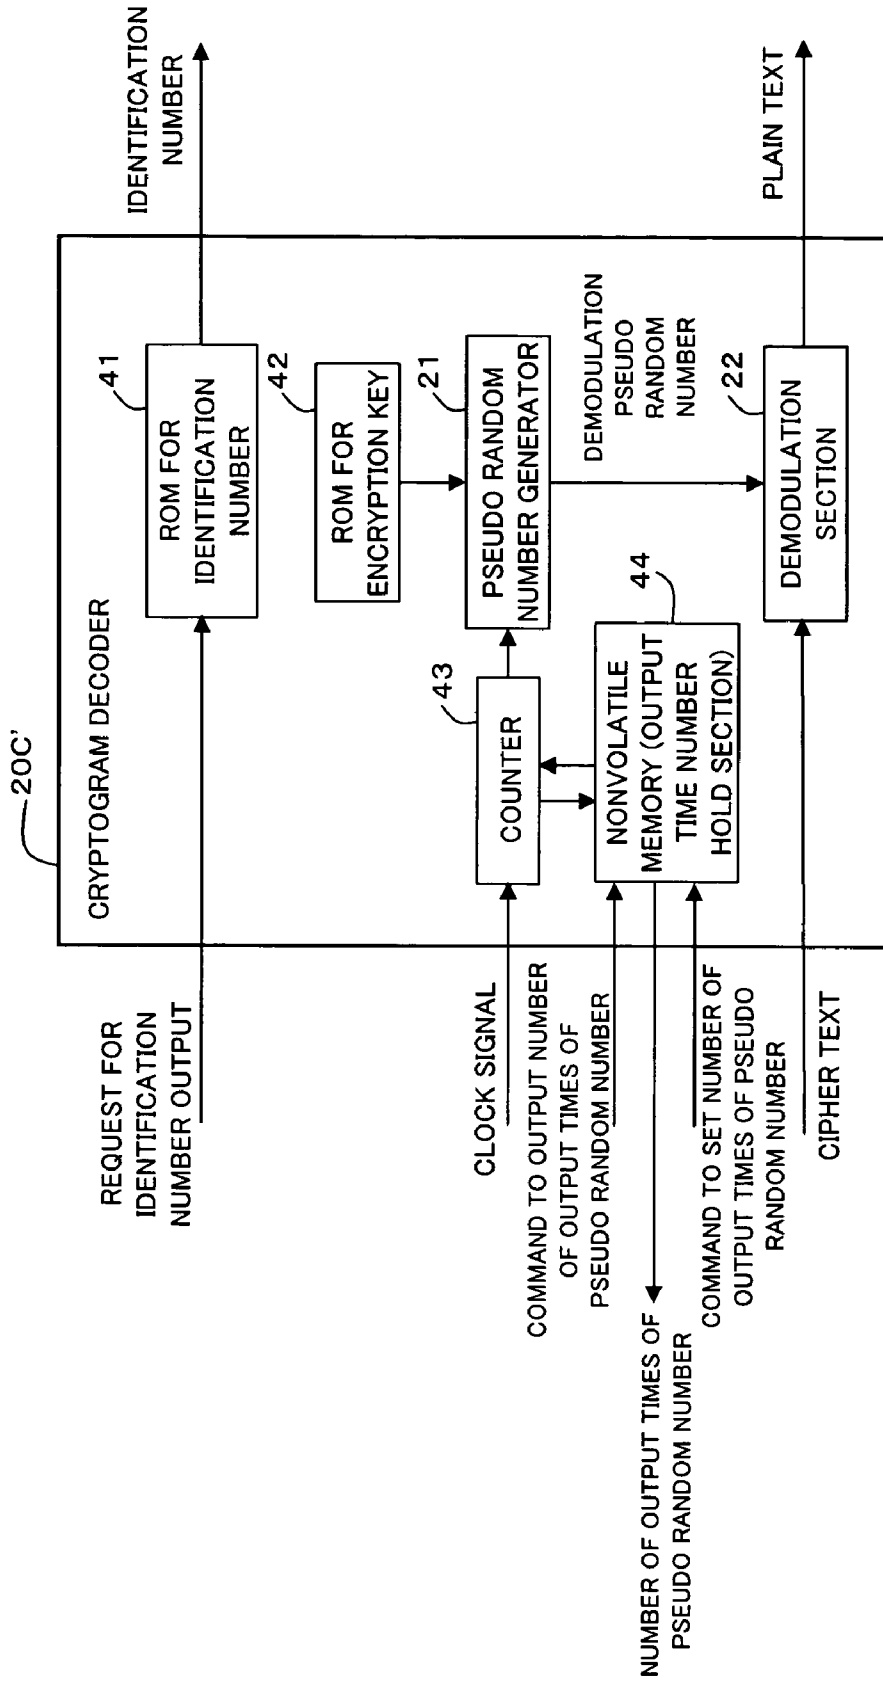 20C'
CRYPTOGRAM DECODER
REQUEST FOR
IDENTIFICATION
NUMBER OUTPUT
41
ROM FOR
IDENTIFICATION
NUMBER
IDENTIFICATION
NUMBER
42
ROM FOR
ENCRYPTION KEY
CLOCK SIGNAL
43
COUNTER
21
PSEUDO RANDOM
NUMBER GENERATOR
DEMODULATION
PSEUDO
RANDOM
NUMBER
COMMAND TO OUTPUT NUMBER
OF OUTPUT TIMES OF
PSEUDO RANDOM NUMBER
44
NONVOLATILE
MEMORY (OUTPUT
TIME NUMBER
HOLD SECTION)
NUMBER OF OUTPUT TIMES OF
PSEUDO RANDOM NUMBER
COMMAND TO SET NUMBER OF
OUTPUT TIMES OF PSEUDO
RANDOM NUMBER
CIPHER TEXT
22
DEMODULATION
SECTION
PLAIN TEXT